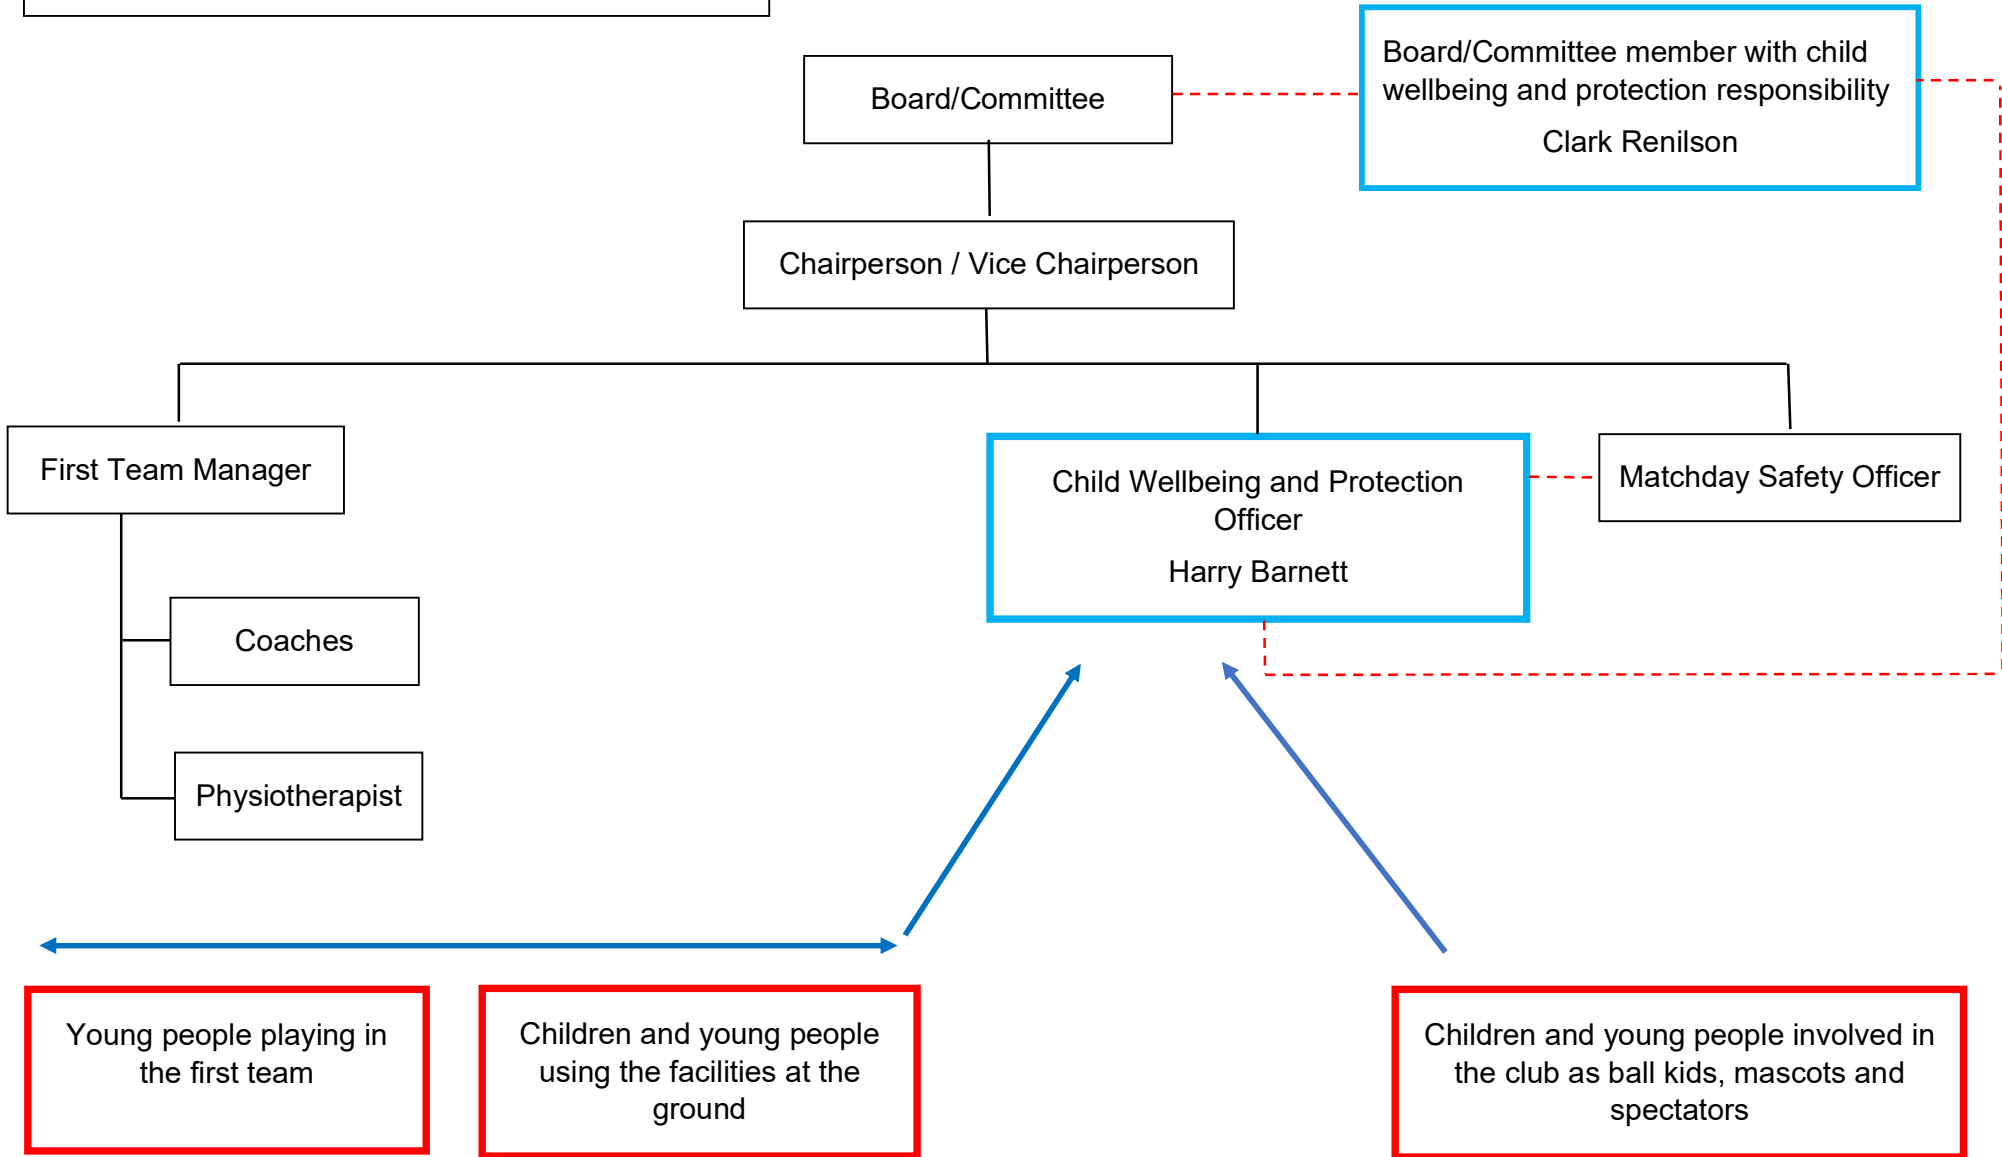 Board/Committee
Board/Committee member with child
wellbeing and protection responsibility
Clark Renilson
Chairperson / Vice Chairperson
First Team Manager
Child Wellbeing and Protection
Officer
Harry Barnett
Matchday Safety Officer
Coaches
Physiotherapist
Young people playing in
the first team
Children and young people
using the facilities at the
ground
Children and young people involved in
the club as ball kids, mascots and
spectators